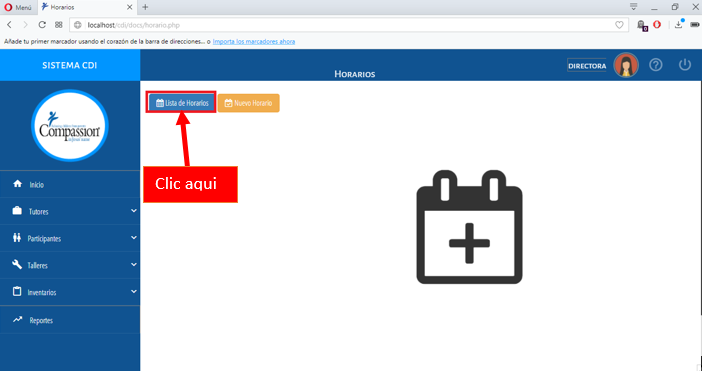 Menú
Horarios
localhost/cdi/docs/horario.php
Añade tu primer marcador usando el corazón de la barra de direcciones... o Importa los marcadores ahora
SISTEMA CDI
DIRECTORA
Horarios
Lista de Horarios
Nuevo Horario
Compassion
Clic aqui
Inicio
Tutores
Participantes
Talleres
Inventarios
Reportes